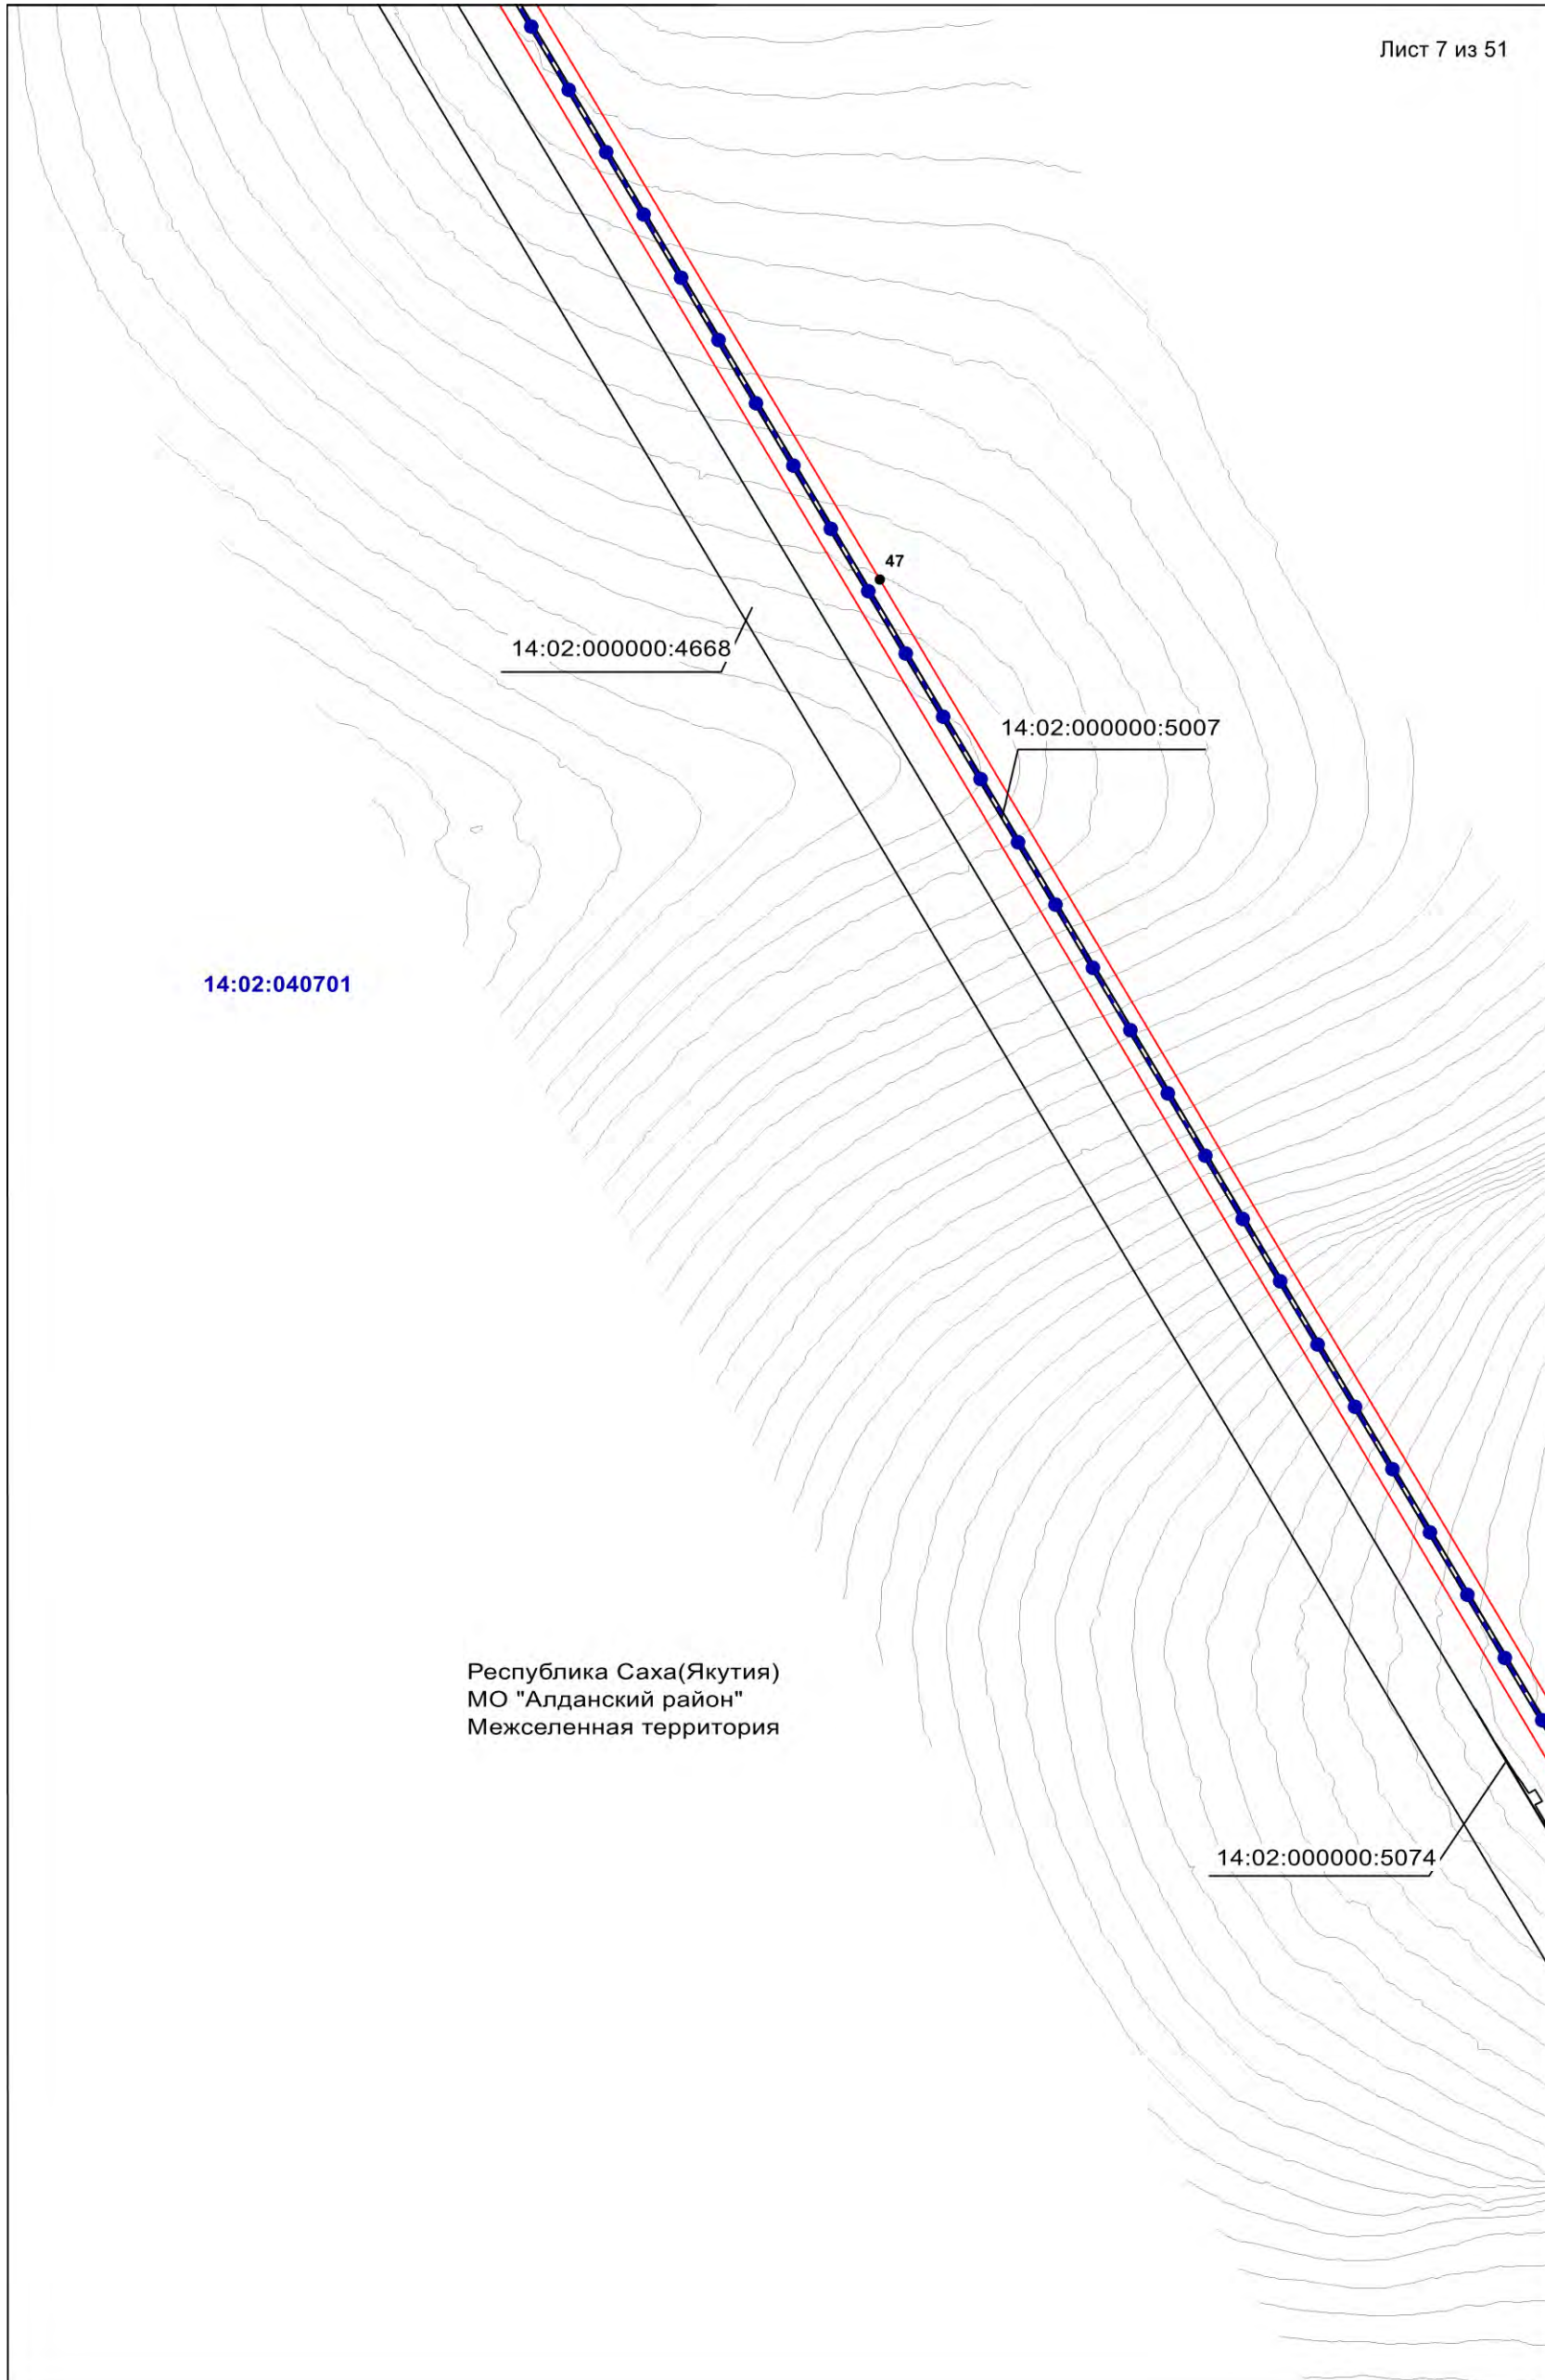 Лист 7 из 51
47
14:02:000000:4668
14:02:000000:5007
14:02:040701
Республика Саха(Якутия)
МО "Алданский район"
Межселенная территория
14:02:000000:5074